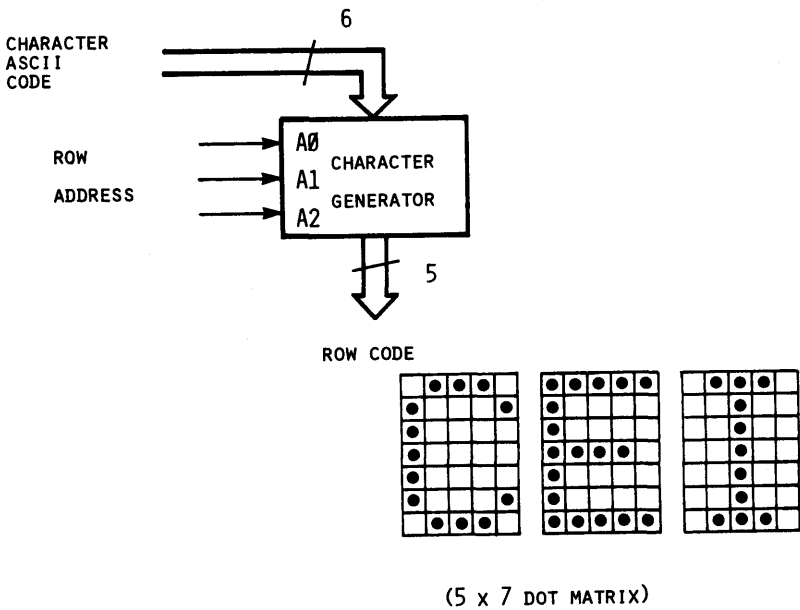 6
CHARACTER
ASCII
CODE
AØ
ROW
CHARACTER
A1
ADDRESS
GENERATOR
A2
5
ROW CODE
(5 x 7 DOT MATRIX)